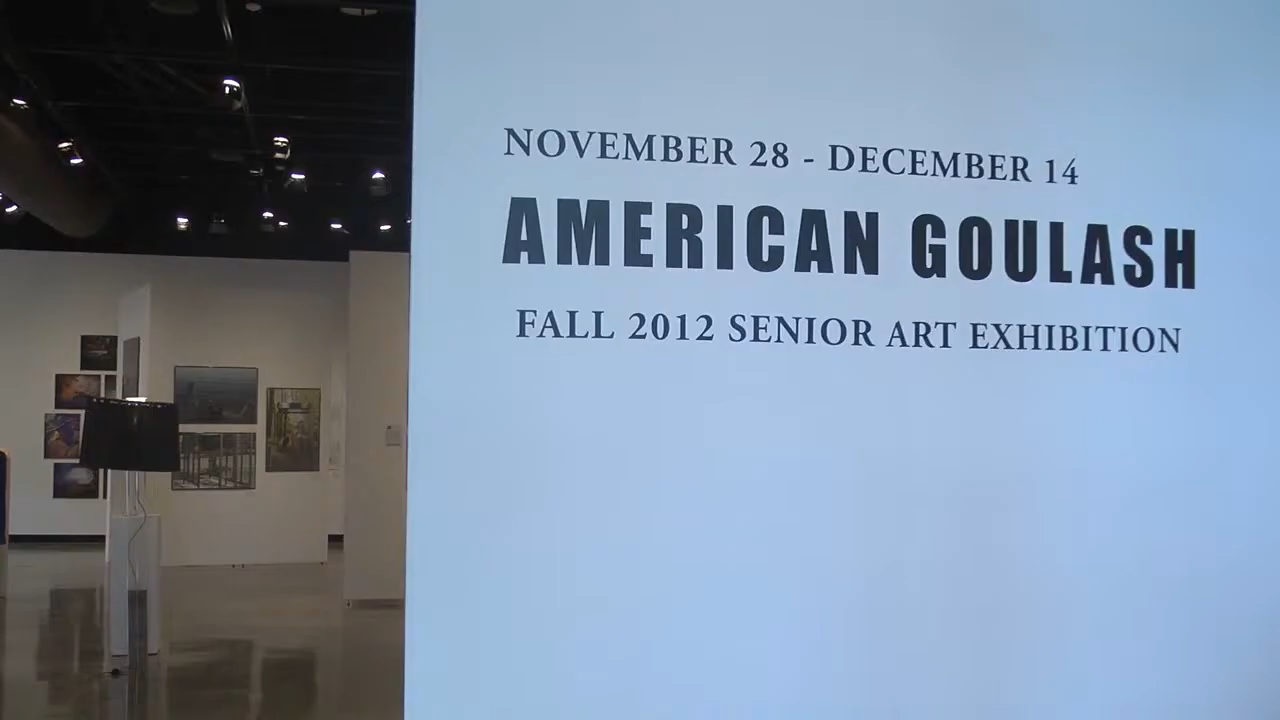 NOVEMBER 28 - DECEMBER 14
AMERICAN GOULASH
FALL 2012 SENIOR ART EXHIBITION